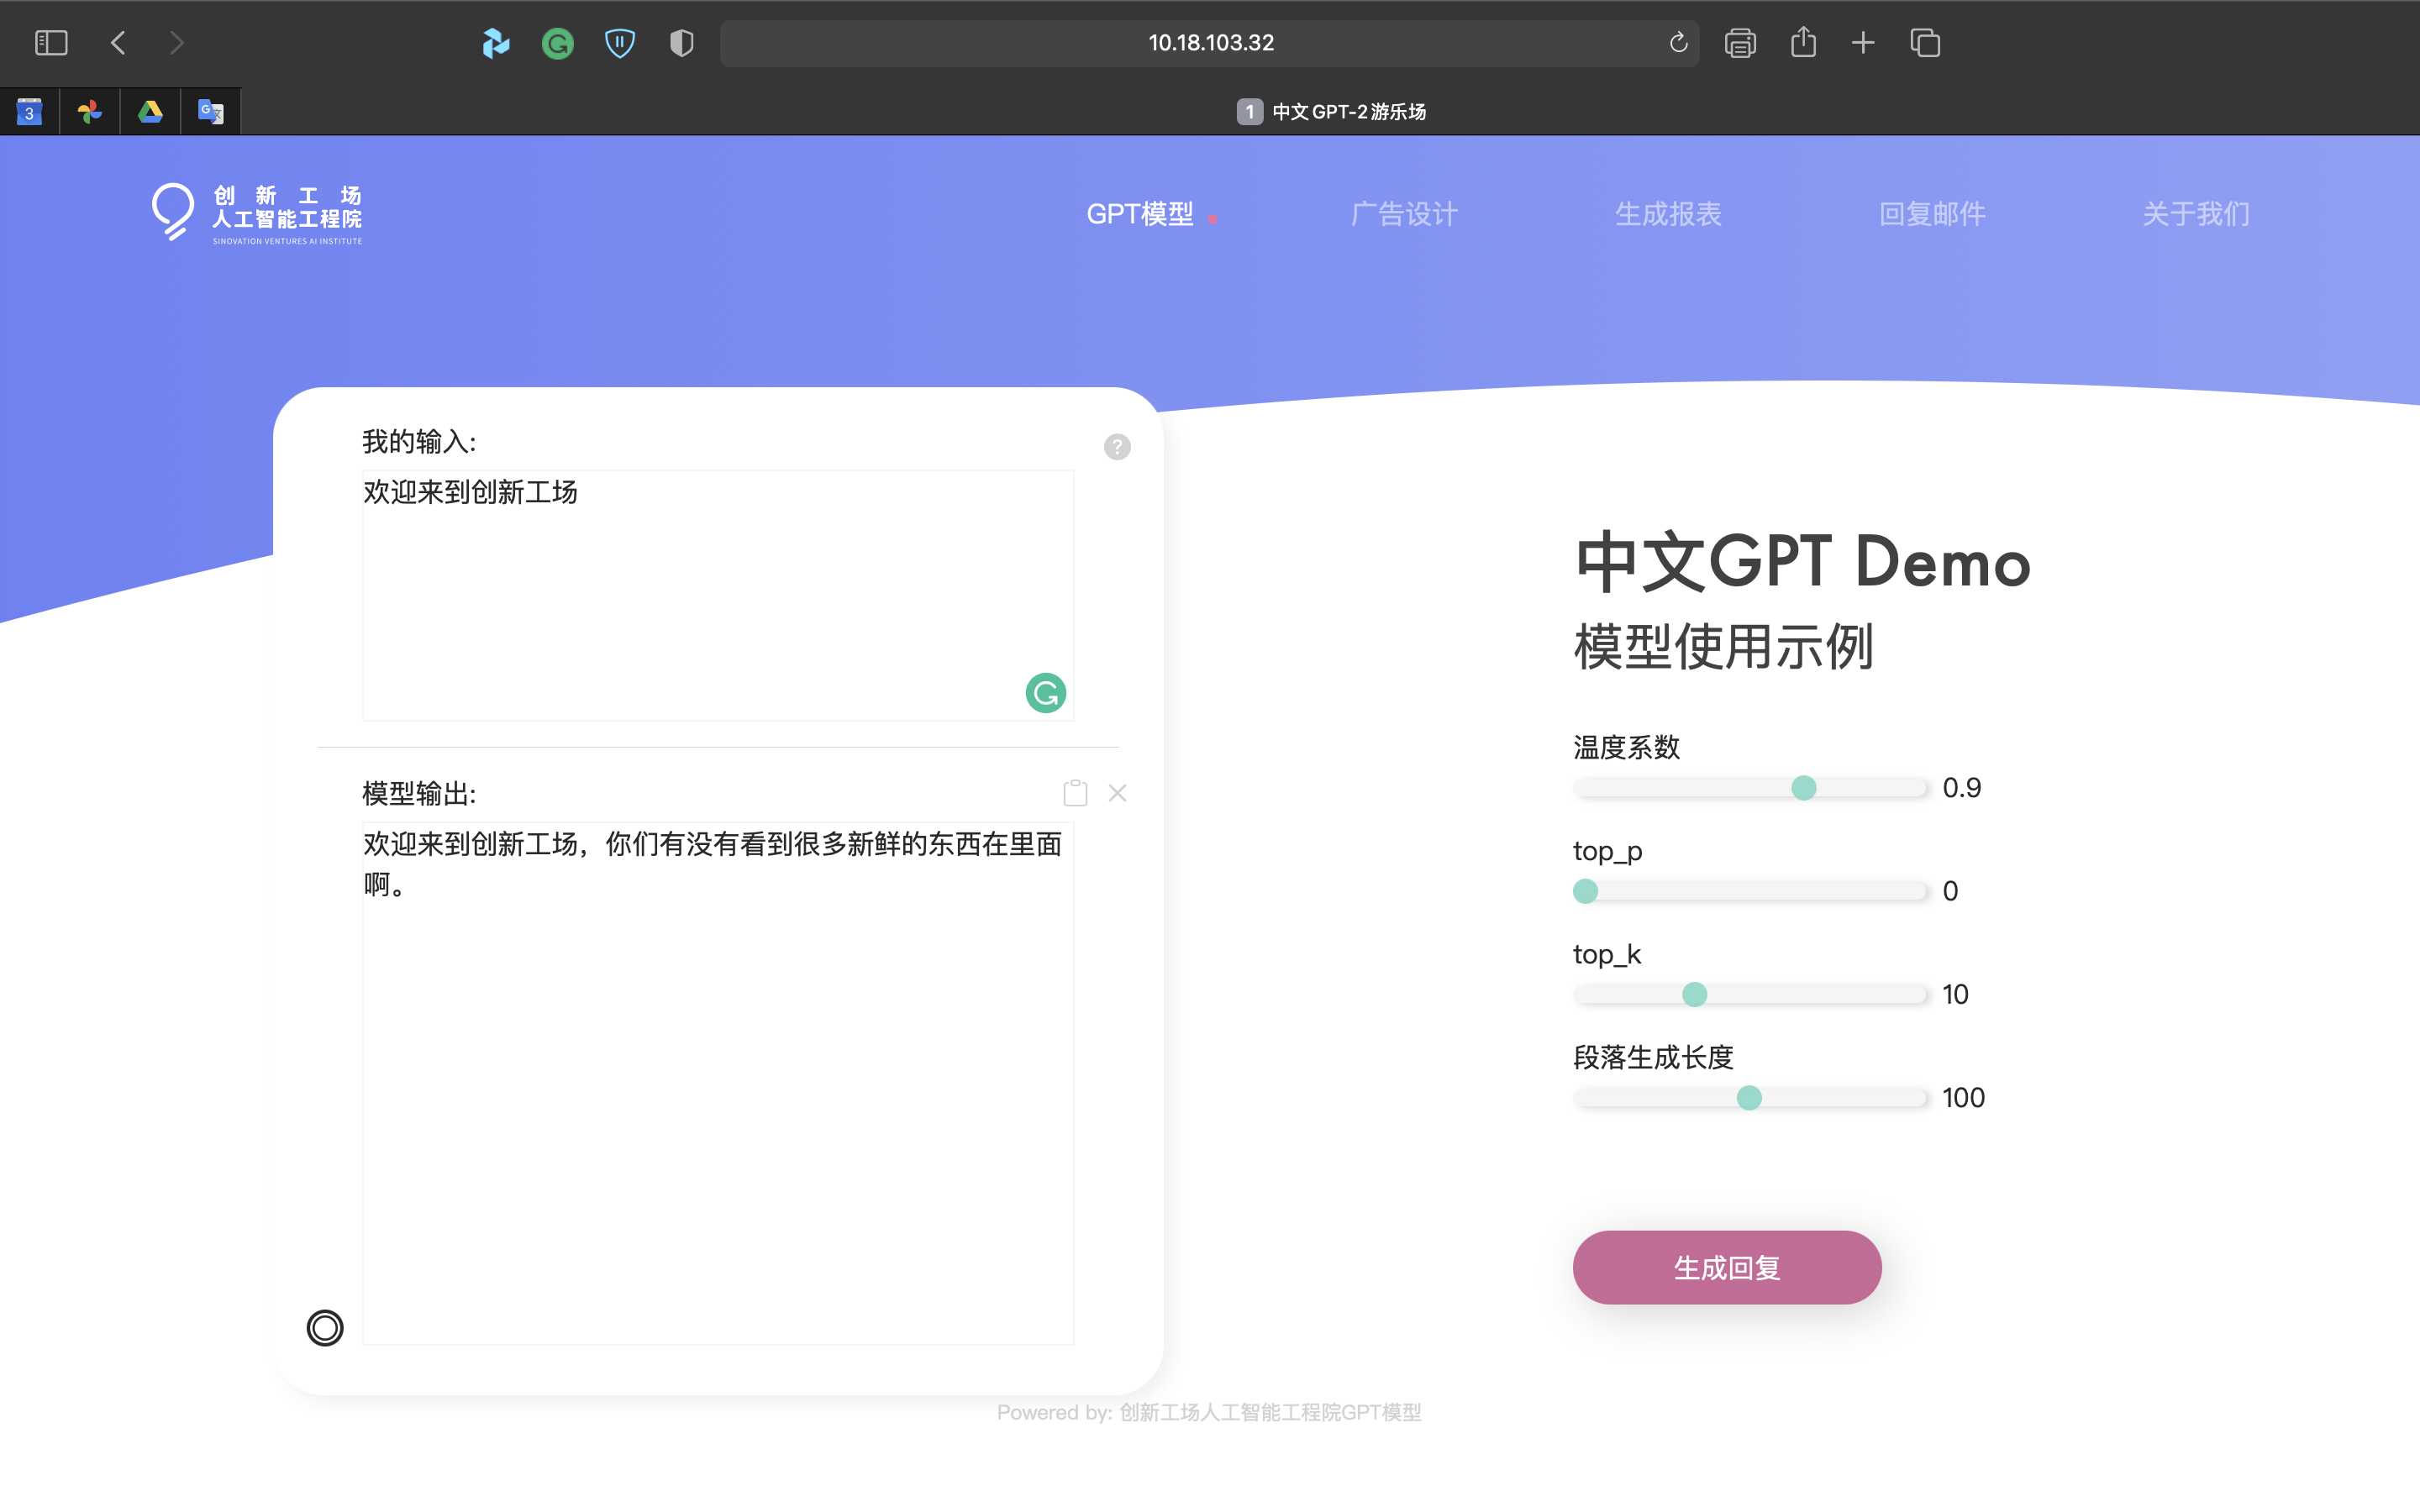 10.18.103.32
3
1 中文 GPT-2 游乐场
创新工场
人工智能工程院
SINOVATION VENTURES AI INSTITUTE
GPT模型
广告设计
生成报表
回复邮件
关于我们
我的输入:
?
欢迎来到创新工场
模型输出:
欢迎来到创新工场，你们有没有看到很多新鲜的东西在里面
啊。
中文GPT Demo
模型使用示例
温度系数
0.9
top_p
0
top_k
10
段落生成长度
100
生成回复
Powered by: 创新工场人工智能工程院GPT模型